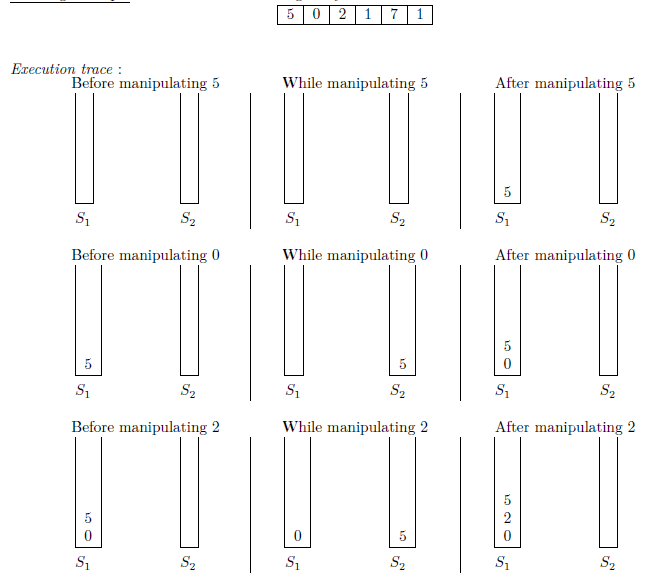 5 0 2 1 7 1
Execution trace :
Before manipulating 5 While manipulating 5 After manipulating 5
5
S1 S2 S1 S2 S1 S2
Before manipulating 0 While manipulating 0 After manipulating 0
5
5 5 0
S1 S2 S1 S2 S1 S2
Before manipulating 2 While manipulating 2 After manipulating 2
5
5 2
0 0 5 0
S1 S2 S1 S2 S1 S2